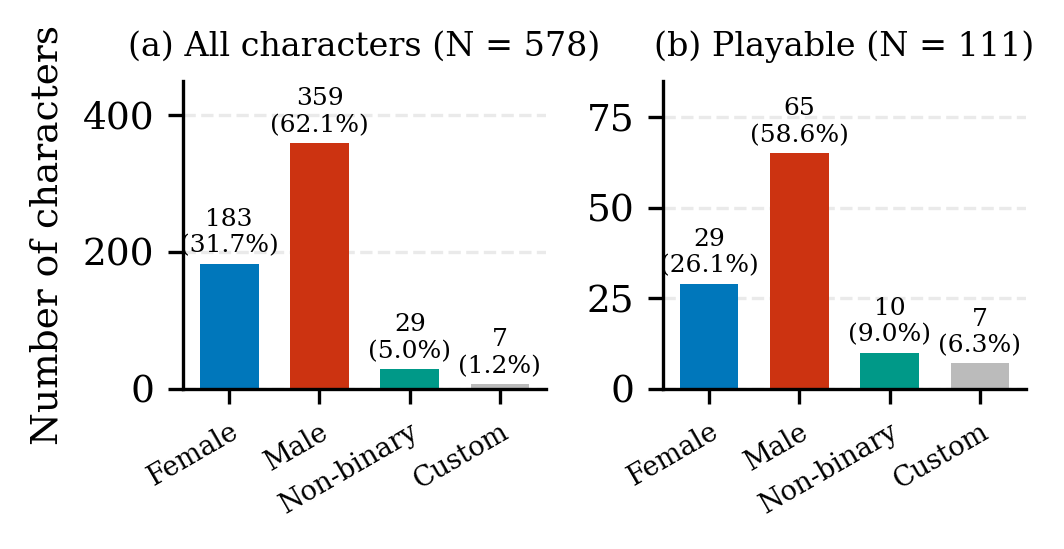 (a) All characters (N = 578)
Number of characters
400
200
0
183
(31.7%)
359
(62.1%)
29
(5.0%)
7
(1.2%)
Female
Male
Non-binary
Custom
(b) Playable (N = 111)
75
50
25
0
29
(26.1%)
65
(58.6%)
10
(9.0%)
7
(6.3%)
Female
Male
Non-binary
Custom